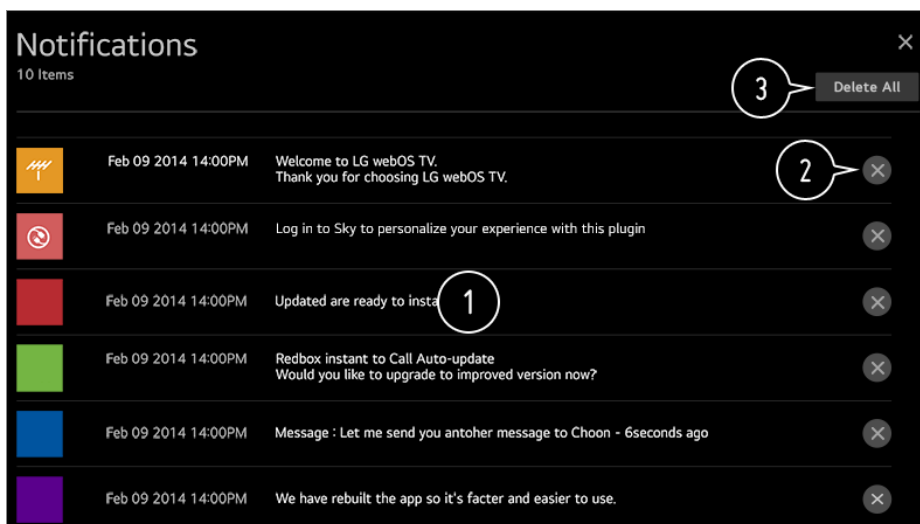 Notifications
10 Items
3
Delete All
Feb 09 2014 14:00PM
Welcome to LG webOS TV.
Thank you for choosing LG webOS TV.
2
Feb 09 2014 14:00PM
Log in to Sky to personalize your experience with this plugin
Feb 09 2014 14:00PM
Updated are ready to insta
1
Feb 09 2014 14:00PM
Redbox instant to Call Auto-update
Would you like to upgrade to improved version now?
Feb 09 2014 14:00PM
Message : Let me send you antoher message to Choon - 6seconds ago
Feb 09 2014 14:00PM
We have rebuilt the app so it's facter and easier to use.